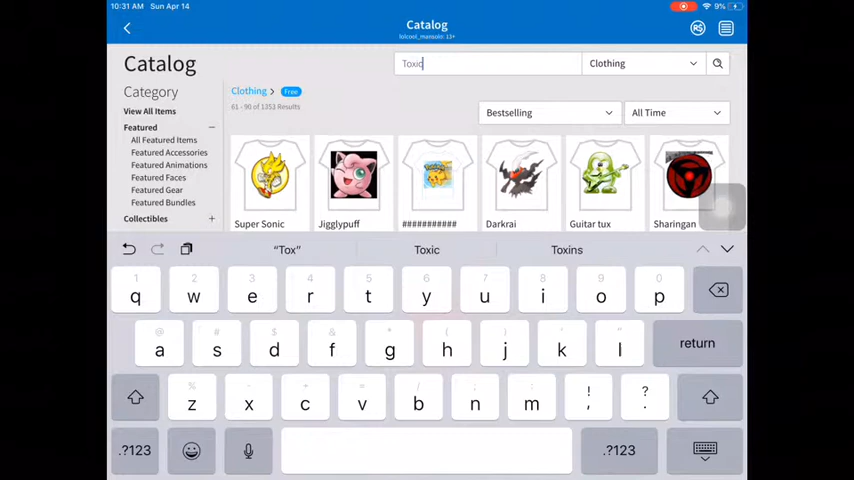 10:31 AM Sun Apr 14
9%
Catalog
R$
Catalog
Toxic
Clothing
Category
Clothing > Free
61 - 90 of 1353 Results
View All Items
Bestselling
All Time
Featured
All Featured Items
Featured Accessories
Featured Animations
Featured Faces
Featured Gear
Featured Bundles
Collectibles
Super Sonic
Jigglypuff
###########
Darkrai
Guitar tux
Sharingan
“Tox” Toxic Toxins
1 2 3 4 5 6 7 8 9 0
q w e r t y u i o p
@ # $ & * ( ) ' "
a s d f g h j k l return
% - + = / ; :
z x c v b n m ! , ? .
.?123 .?123